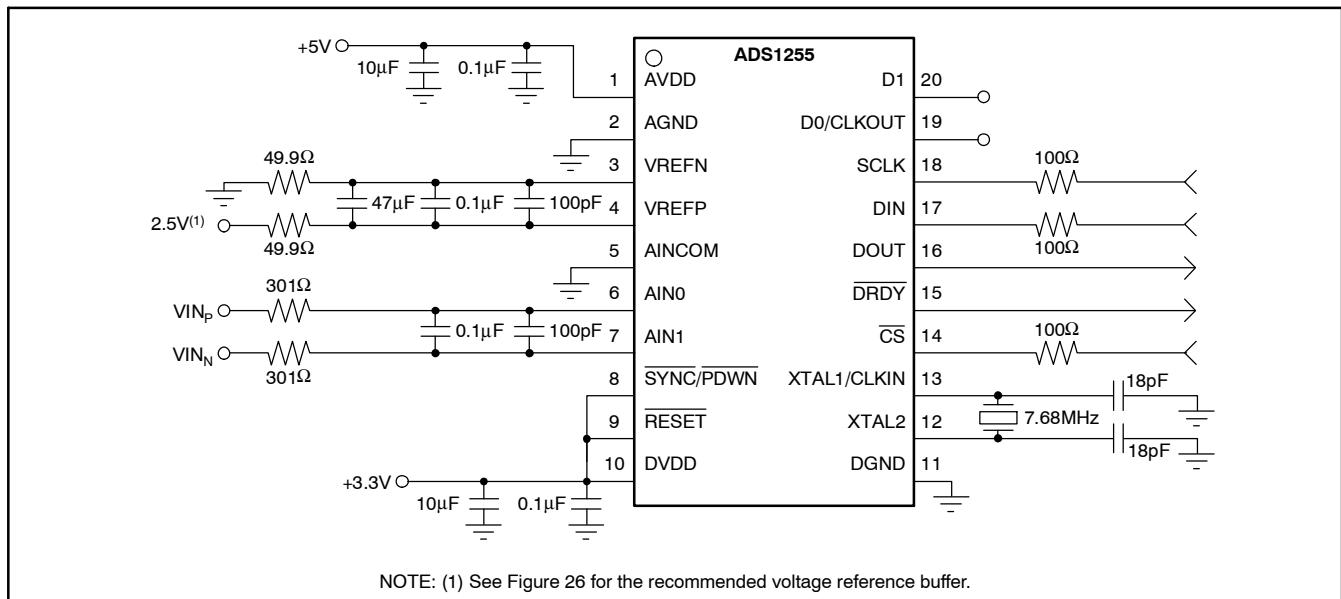 ADS1255
+5V
10μF
0.1μF
1 AVDD
2 AGND
49.9Ω
3 VREFN
47μF
0.1μF
100pF
2.5V(1)
4 VREFP
49.9Ω
5 AINCOM
301Ω
VINP
6 AIN0
0.1μF
100pF
VINN
7 AIN1
301Ω
8 SYNC/PDWN
9 RESET
10 DVDD
+3.3V
10μF
0.1μF
D1 20
D0/CLKOUT 19
SCLK 18
100Ω
DIN 17
100Ω
DOUT 16
DRDY 15
CS 14
100Ω
XTAL1/CLKIN 13
18pF
7.68MHz
XTAL2 12
18pF
DGND 11
NOTE: (1) See Figure 26 for the recommended voltage reference buffer.